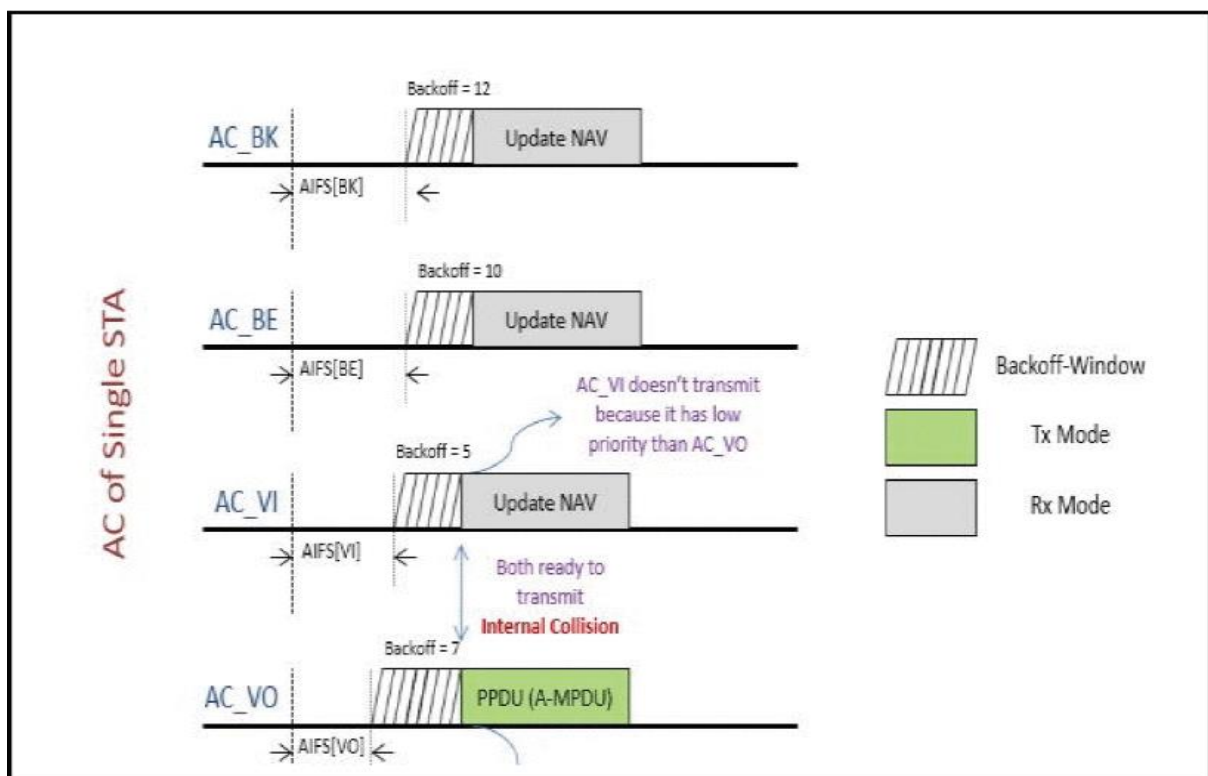 Backoff = 12
AC_BK
Update NAV
AIFS[BK]
Backoff = 10
AC_BE
Update NAV
AIFS[BE]
AC_VI doesn't transmit
because it has low
priority than AC_VO
Backoff = 5
AC_VI
Update NAV
AIFS[VI]
Both ready to
transmit
Internal Collision
Backoff = 7
AC_VO
PPDU (A-MPDU)
AIFS[VO]
AC of Single STA
Backoff-Window
Tx Mode
Rx Mode